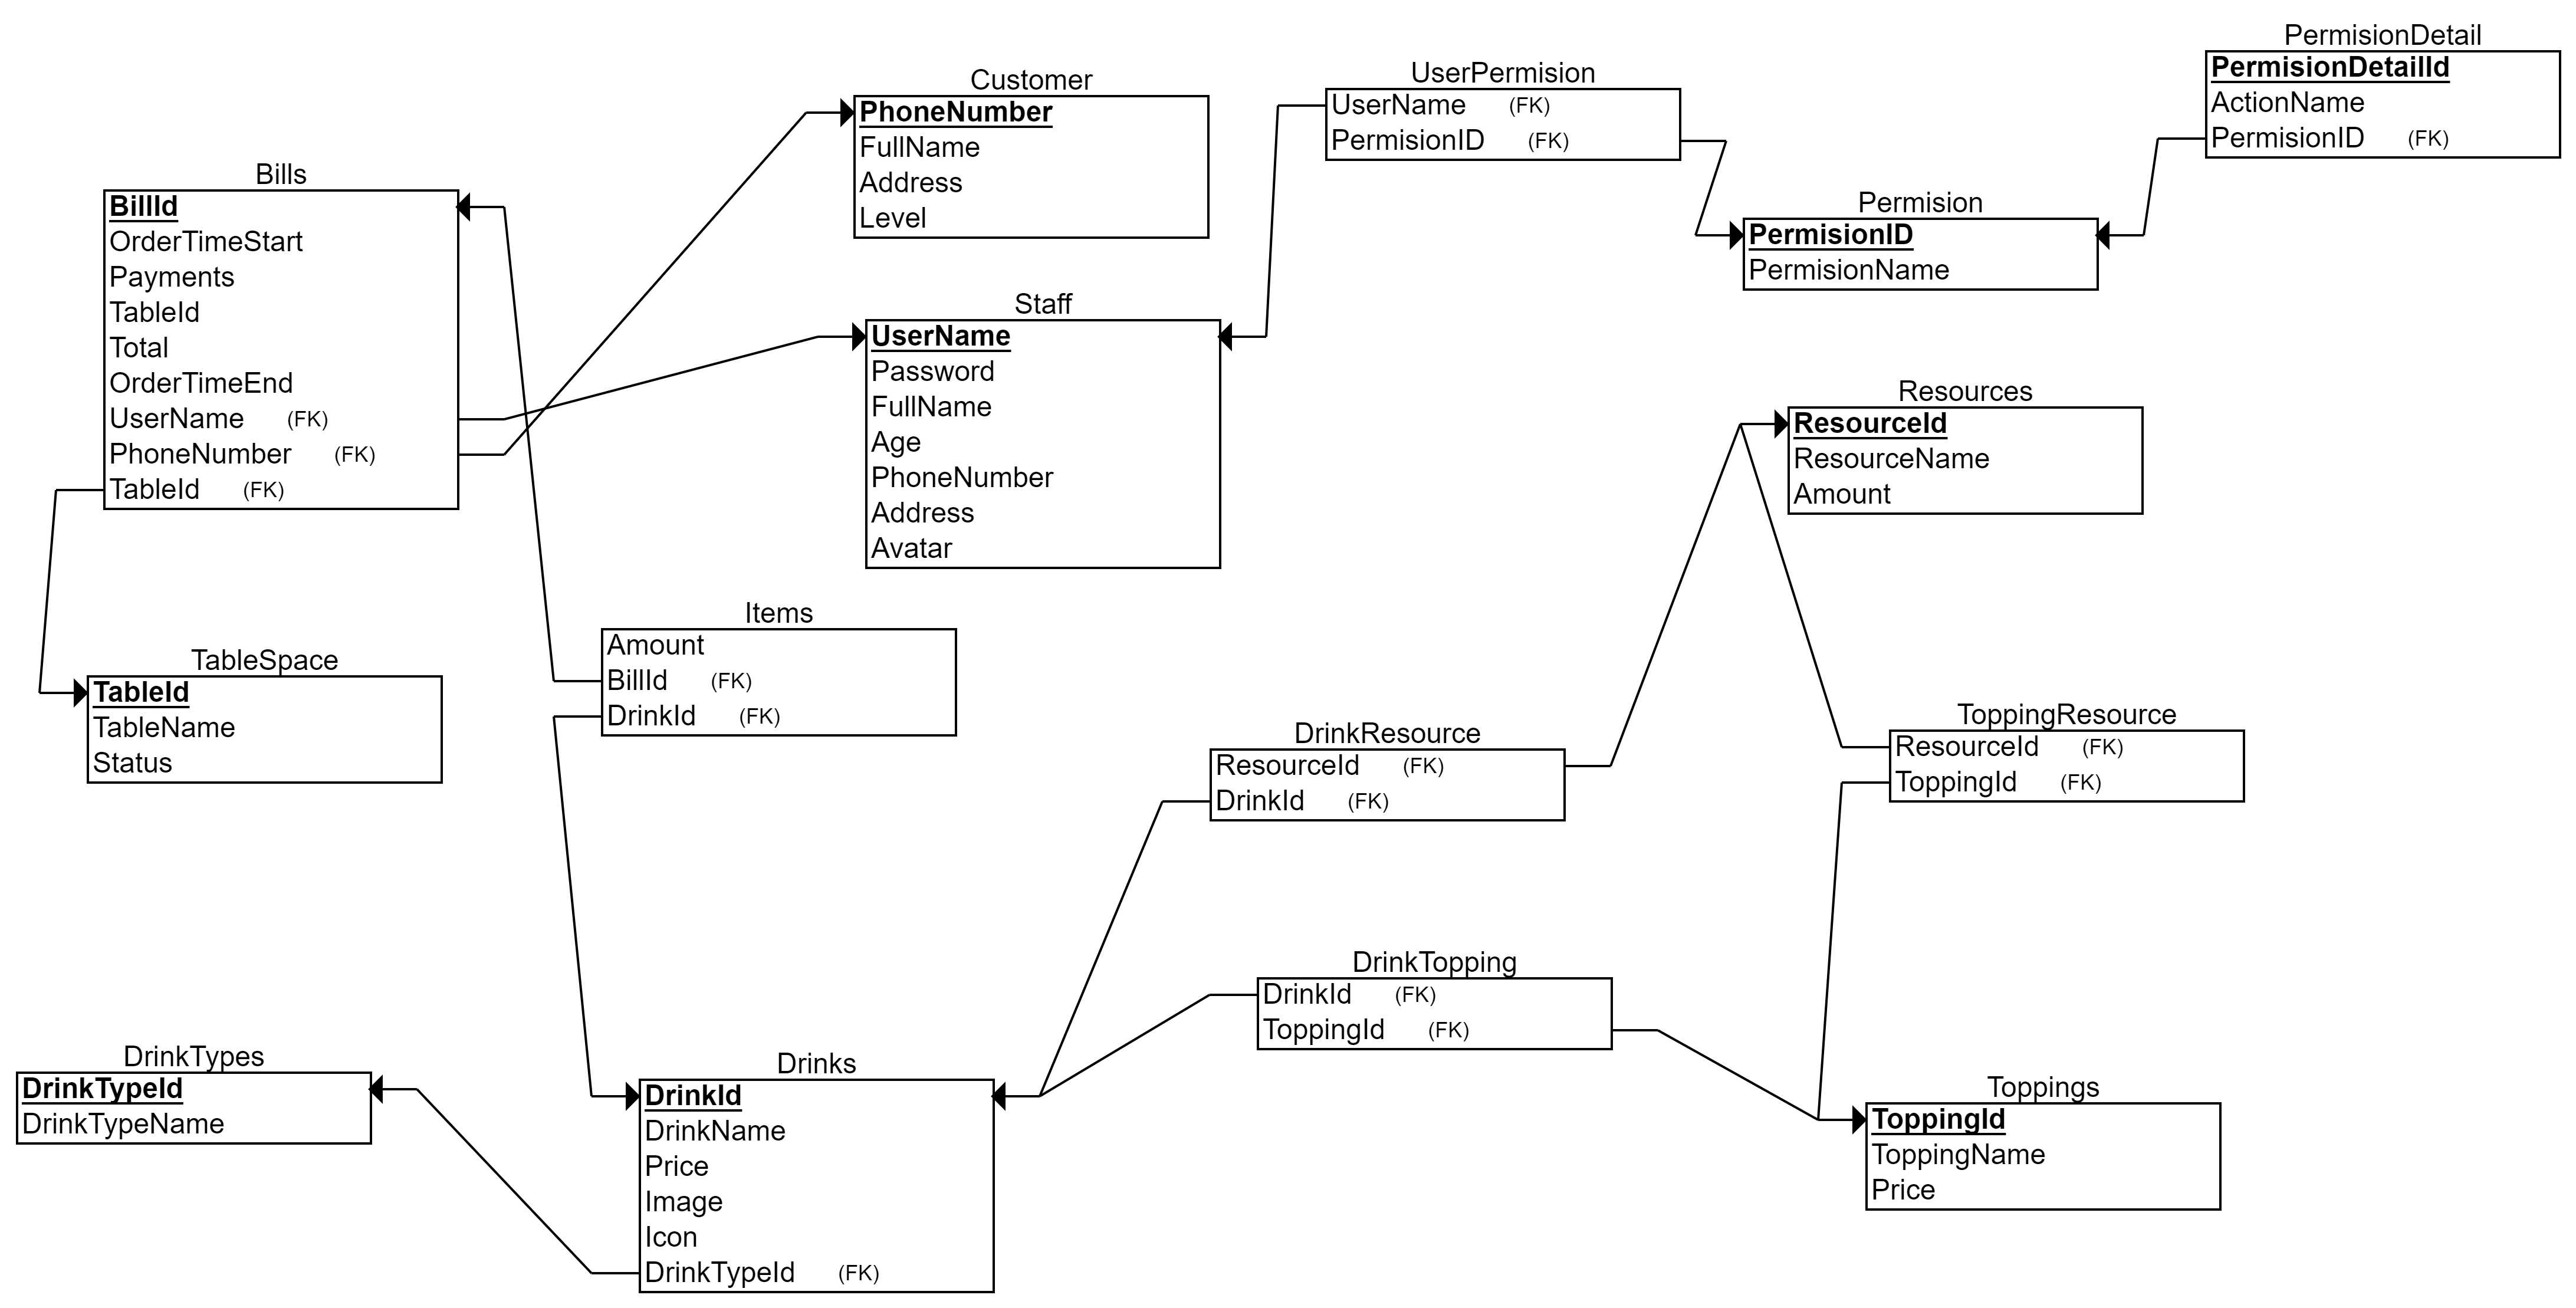 PermisionDetail
PermisionDetailId
ActionName
PermisionID (FK)
UserPermision
UserName (FK)
PermisionID (FK)
Customer
PhoneNumber
FullName
Address
Level
Bills
BillId
OrderTimeStart
Payments
TableId
Total
OrderTimeEnd
UserName (FK)
PhoneNumber (FK)
TableId (FK)
Permision
PermisionID
PermisionName
Staff
UserName
Password
FullName
Age
PhoneNumber
Address
Avatar
Resources
ResourceId
ResourceName
Amount
Items
Amount
BillId (FK)
DrinkId (FK)
TableSpace
TableId
TableName
Status
ToppingResource
ResourceId (FK)
ToppingId (FK)
DrinkResource
ResourceId (FK)
DrinkId (FK)
DrinkTopping
DrinkId (FK)
ToppingId (FK)
DrinkTypes
DrinkTypeId
DrinkTypeName
Drinks
DrinkId
DrinkName
Price
Image
Icon
DrinkTypeId (FK)
Toppings
ToppingId
ToppingName
Price